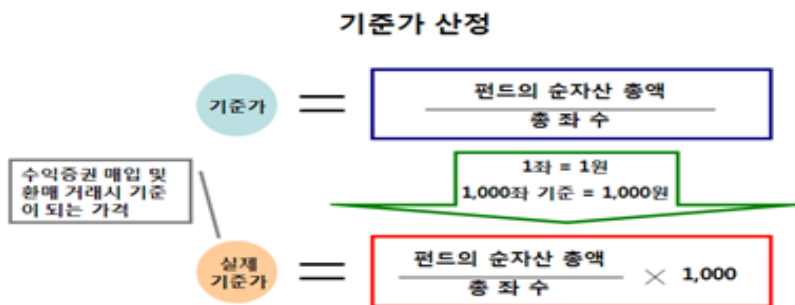 기준가 산정
기준가
=
펀드의 순자산 총액
총 좌 수
1좌 = 1원
1,000좌 기준 = 1,000원
수익증권 매입 및
환매 거래시 기준
이 되는 가격
실제
기준가
=
펀드의 순자산 총액
총 좌 수
× 1,000